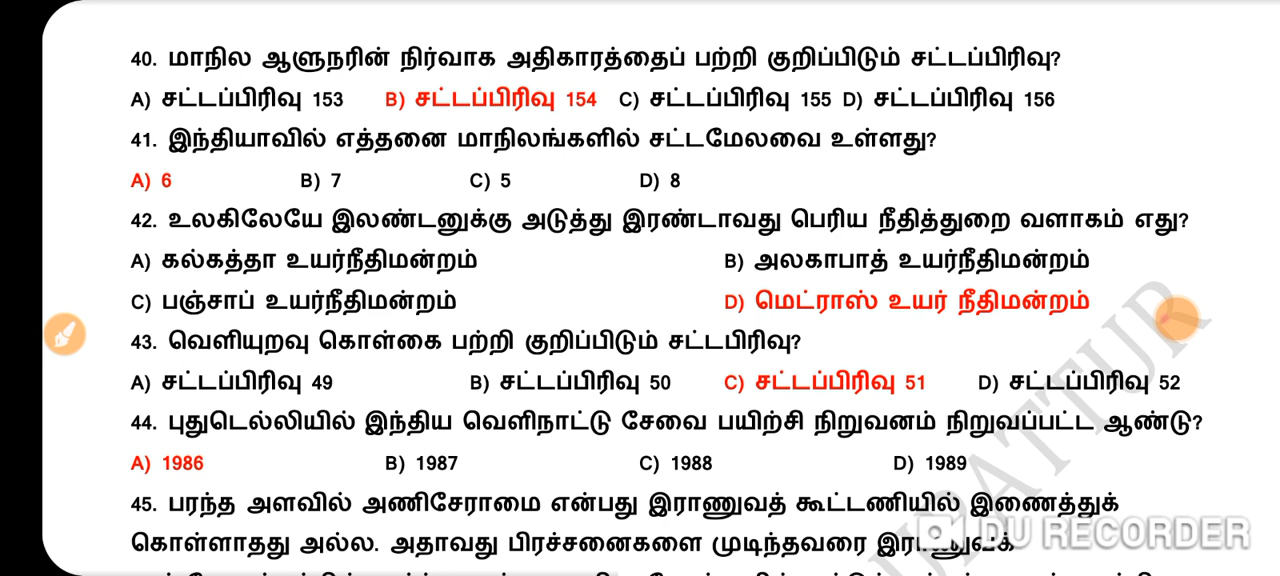 40. மாநில ஆளுநரின் நிர்வாக அதிகாரத்தைப் பற்றி குறிப்பிடும் சட்டப்பிரிவு?
A) சட்டப்பிரிவு 153 B) சட்டப்பிரிவு 154 C) சட்டப்பிரிவு 155 D) சட்டப்பிரிவு 156
41. இந்தியாவில் எத்தனை மாநிலங்களில் சட்டமேலவை உள்ளது?
A) 6 B) 7 C) 5 D) 8
42. உலகிலேயே இலண்டனுக்கு அடுத்து இரண்டாவது பெரிய நீதித்துறை வளாகம் எது?
A) கல்கத்தா உயர்நீதிமன்றம் B) அலகாபாத் உயர்நீதிமன்றம்
C) பஞ்சாப் உயர்நீதிமன்றம் D) மெட்ராஸ் உயர் நீதிமன்றம்
43. வெளியுறவு கொள்கை பற்றி குறிப்பிடும் சட்டபிரிவு?
A) சட்டப்பிரிவு 49 B) சட்டப்பிரிவு 50 C) சட்டப்பிரிவு 51 D) சட்டப்பிரிவு 52
44. புதுடெல்லியில் இந்திய வெளிநாட்டு சேவை பயிற்சி நிறுவனம் நிறுவப்பட்ட ஆண்டு?
A) 1986 B) 1987 C) 1988 D) 1989
45. பரந்த அளவில் அணிசேராமை என்பது இராணுவத் கூட்டணியில் இணைத்துக்
கொள்ளாதது அல்ல. அதாவது பிரச்சனைகளை முடிந்தவரை இராணுவக்
DU RECORDER